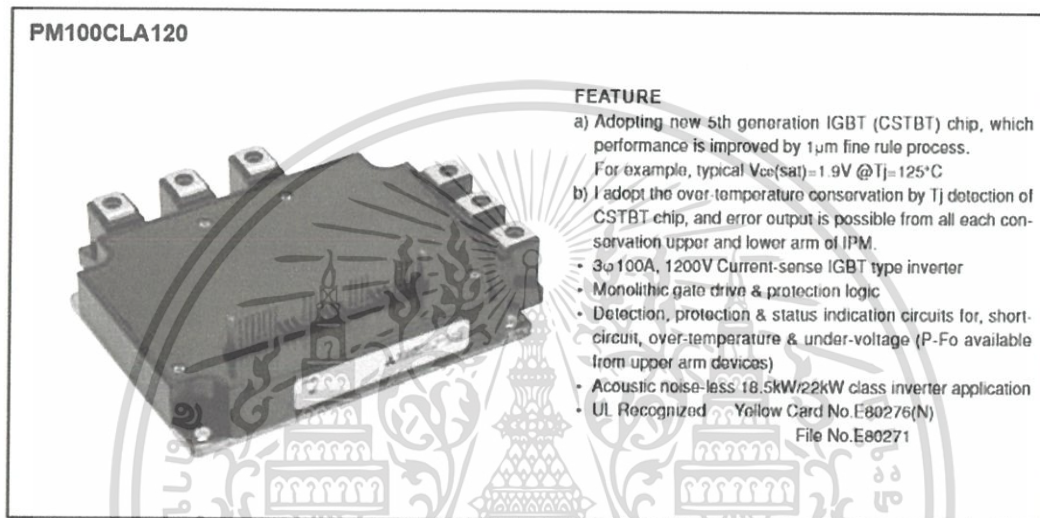 PM100CLA120
FEATURE
a) Adopting new 5th generation IGBT (CSTBT) chip, which
performance is improved by 1µm fine rule process.
For example, typical Vce(sat)=1.9V @Tj=125°C
b) I adopt the over-temperature conservation by Tj detection of
CSTBT chip, and error output is possible from all each con-
servation upper and lower arm of IPM.
• 3φ 100A, 1200V Current-sense IGBT type inverter
• Monolithic gate drive & protection logic
• Detection, protection & status indication circuits for, short-
circuit, over-temperature & under-voltage (P-Fo available
from upper arm devices)
• Acoustic noise-less 18.5kW/22kW class inverter application
• UL Recognized Yellow Card No.E80276(N)
File No.E80271